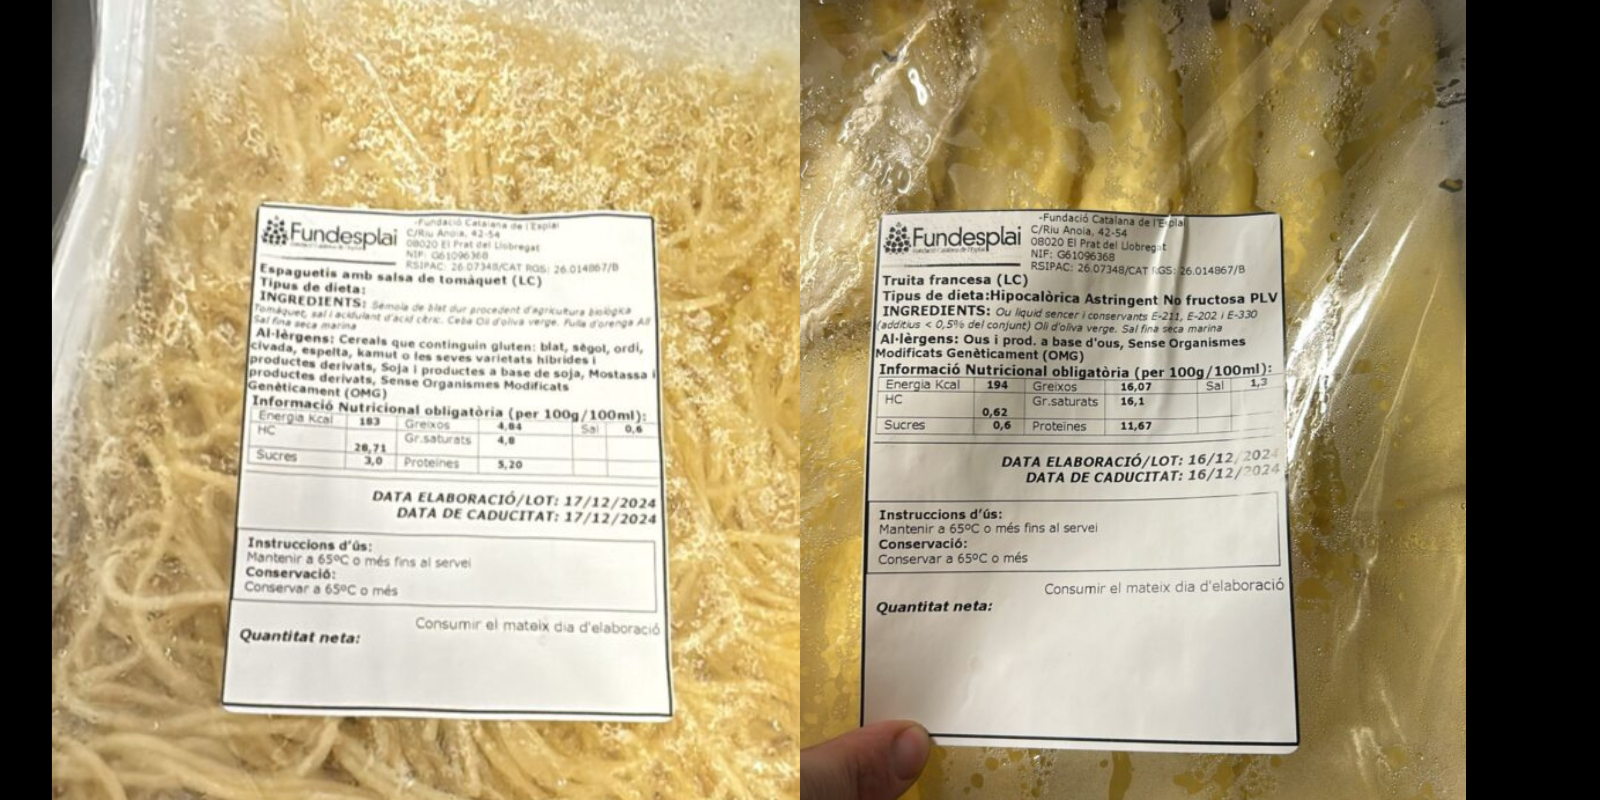 Fundesplai
-Fundació Catalana de l'Esplai
C/Riu Anoia, 42-54
08020 El Prat del Llobregat
NIF: G61096368
RSIPAC: 26.07348/CAT RGS: 26.014867/B
Espaguetis amb salsa de tomàquet (LC)
Tipus de dieta:
INGREDIENTS: Sèmola de blat dur procedent d'agricultura biològica
Tomàquet, sal i acidulant d'àcid cítric. Ceba Oli d'oliva verge. Fulla d'orenga All
Sal fina seca marina
Al·lèrgens: Cereals que continguin gluten: blat, sègol, ordi,
civada, espelta, kamut o les seves varietats híbrides i
productes derivats, Soja i productes a base de soja, Mostassa i
productes derivats, Sense Organismes Modificats
Genèticament (OMG)
Informació Nutricional obligatòria (per 100g/100ml):
Energia Kcal 183 Greixos 4,84 Sal 0,6
HC 28,71 Gr.saturats 4,8
Sucres 3,0 Proteïnes 5,20
DATA ELABORACIÓ/LOT: 17/12/2024
DATA DE CADUCITAT: 17/12/2024
Instruccions d'ús:
Mantenir a 65ºC o més fins al servei
Conservació:
Conservar a 65ºC o més
Consumir el mateix dia d'elaboració
Quantitat neta:
Fundesplai
-Fundació Catalana de l'Esplai
C/Riu Anoia, 42-54
08020 El Prat del Llobregat
NIF: G61096368
RSIPAC: 26.07348/CAT RGS: 26.014867/B
Truita francesa (LC)
Tipus de dieta:Hipocalòrica Astringent No fructosa PLV
INGREDIENTS: Ou líquid sencer i conservants E-211, E-202 i E-330
(additius < 0,5% del conjunt) Oli d'oliva verge. Sal fina seca marina
Al·lèrgens: Ous i prod. a base d'ous, Sense Organismes
Modificats Genèticament (OMG)
Informació Nutricional obligatòria (per 100g/100ml):
Energia Kcal 194 Greixos 16,07 Sal 1,3
HC 0,62 Gr.saturats 16,1
Sucres 0,6 Proteïnes 11,67
DATA ELABORACIÓ/LOT: 16/12/2024
DATA DE CADUCITAT: 16/12/2024
Instruccions d'ús:
Mantenir a 65ºC o més fins al servei
Conservació:
Conservar a 65ºC o més
Consumir el mateix dia d'elaboració
Quantitat neta: